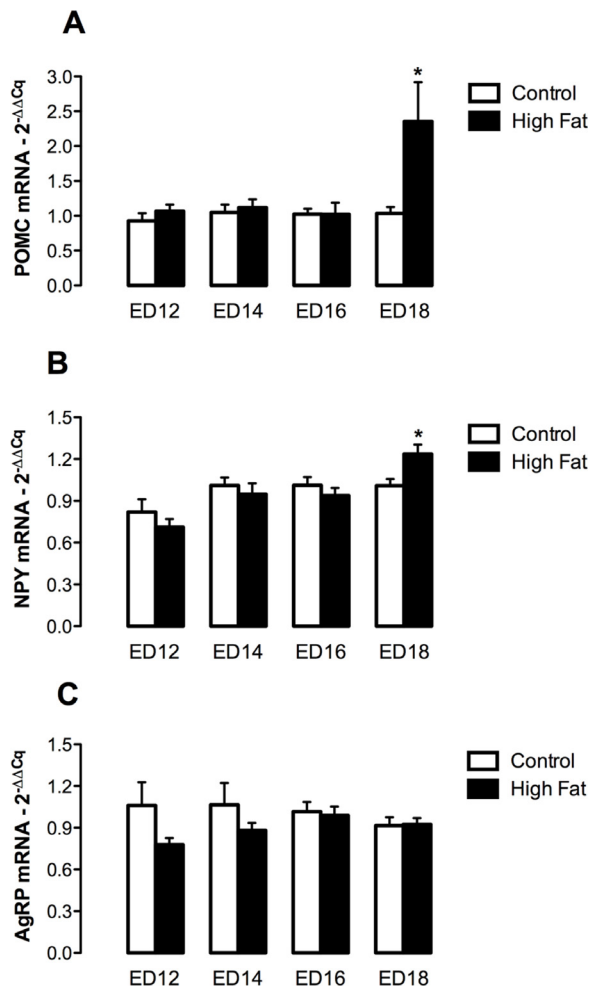 A
POMC mRNA - 2^-ΔΔCq
3.0
2.5
2.0
1.5
1.0
0.5
0.0
*
Control
High Fat
ED12 ED14 ED16 ED18
B
NPY mRNA - 2^-ΔΔCq
1.5
1.2
0.9
0.6
0.3
0.0
*
Control
High Fat
ED12 ED14 ED16 ED18
C
AgRP mRNA - 2^-ΔΔCq
1.5
1.2
0.9
0.6
0.3
0.0
Control
High Fat
ED12 ED14 ED16 ED18